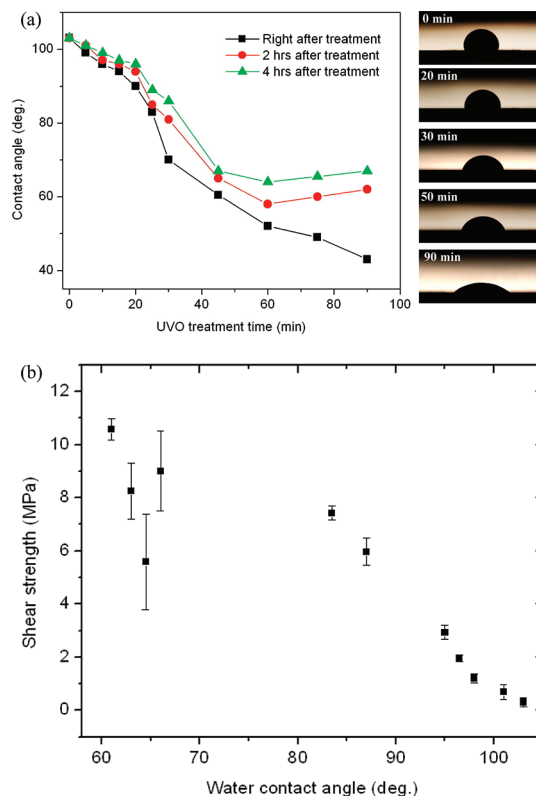 (a)
Right after treatment
2 hrs after treatment
4 hrs after treatment
Contact angle (deg.)
100
80
60
40
0
20
40
60
80
100
UVO treatment time (min)
0 min
20 min
30 min
50 min
90 min
(b)
Shear strength (MPa)
12
10
8
6
4
2
0
60
70
80
90
100
Water contact angle (deg.)